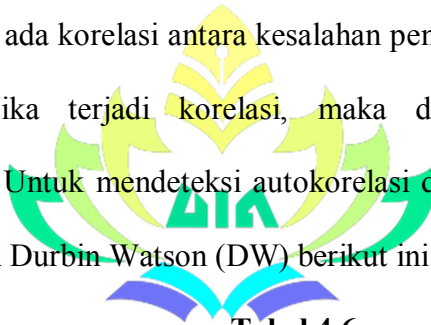 ada korelasi antara kesalahan pen
ika terjadi korelasi, maka d
Untuk mendeteksi autokorelasi d
UIA
i Durbin Watson (DW) berikut ini
Tabel 4.6